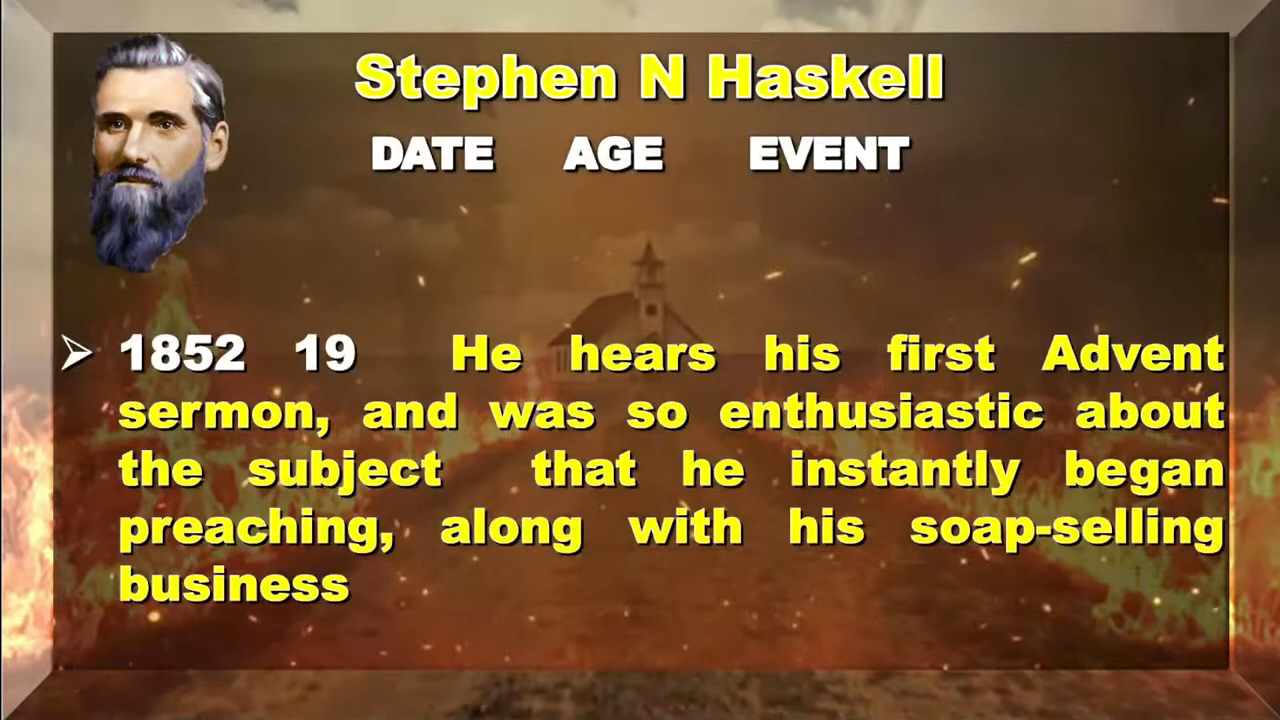 Stephen N Haskell
DATE AGE EVENT
1852 19 He hears his first Advent
sermon, and was so enthusiastic about
the subject that he instantly began
preaching, along with his soap-selling
business